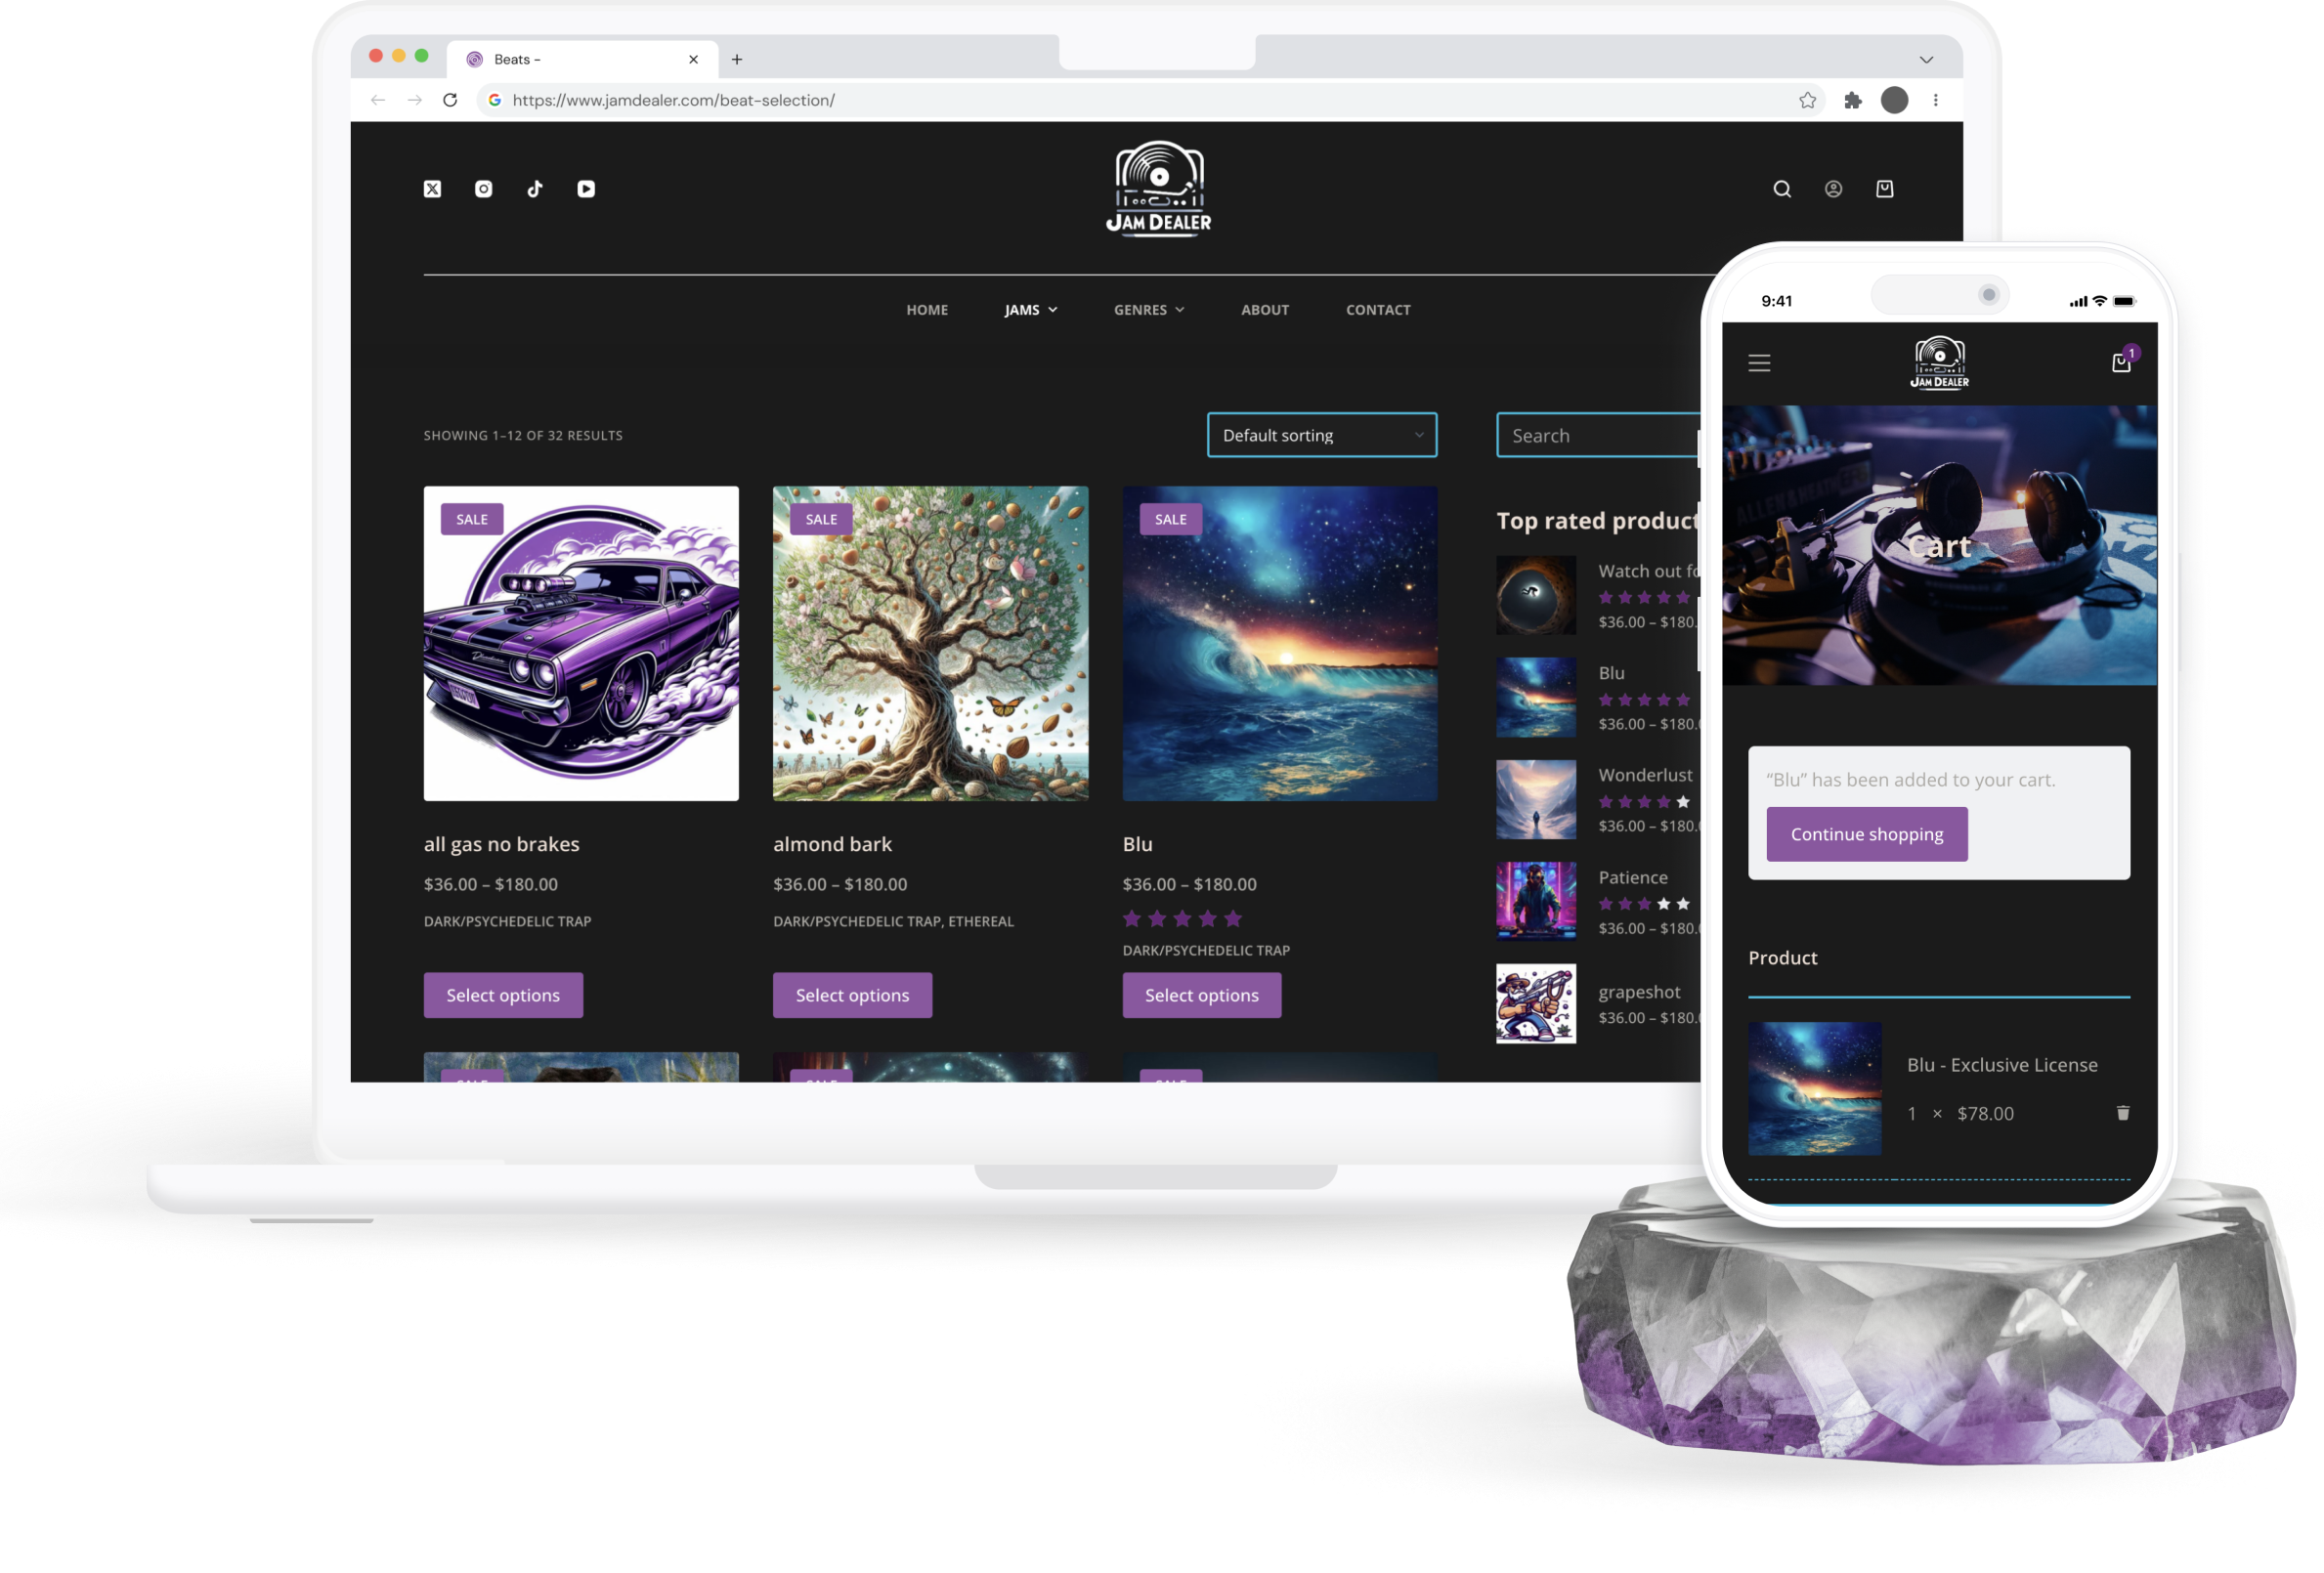 Beats -
https://www.jamdealer.com/beat-selection/
JAM DEALER
HOME JAMS GENRES ABOUT CONTACT
SHOWING 1–12 OF 32 RESULTS
Default sorting
Search
SALE
SALE
SALE
all gas no brakes
$36.00 – $180.00
DARK/PSYCHEDELIC TRAP
Select options
almond bark
$36.00 – $180.00
DARK/PSYCHEDELIC TRAP, ETHEREAL
Select options
Blu
$36.00 – $180.00
DARK/PSYCHEDELIC TRAP
Select options
Top rated product
Watch out fo
$36.00 – $180.
Blu
$36.00 – $180.
Wonderlust
$36.00 – $180.
Patience
$36.00 – $180.
grapeshot
$36.00 – $180.
9:41
JAM DEALER
1
ALLEN & HEATH
Cart
“Blu” has been added to your cart.
Continue shopping
Product
Blu - Exclusive License
1 × $78.00